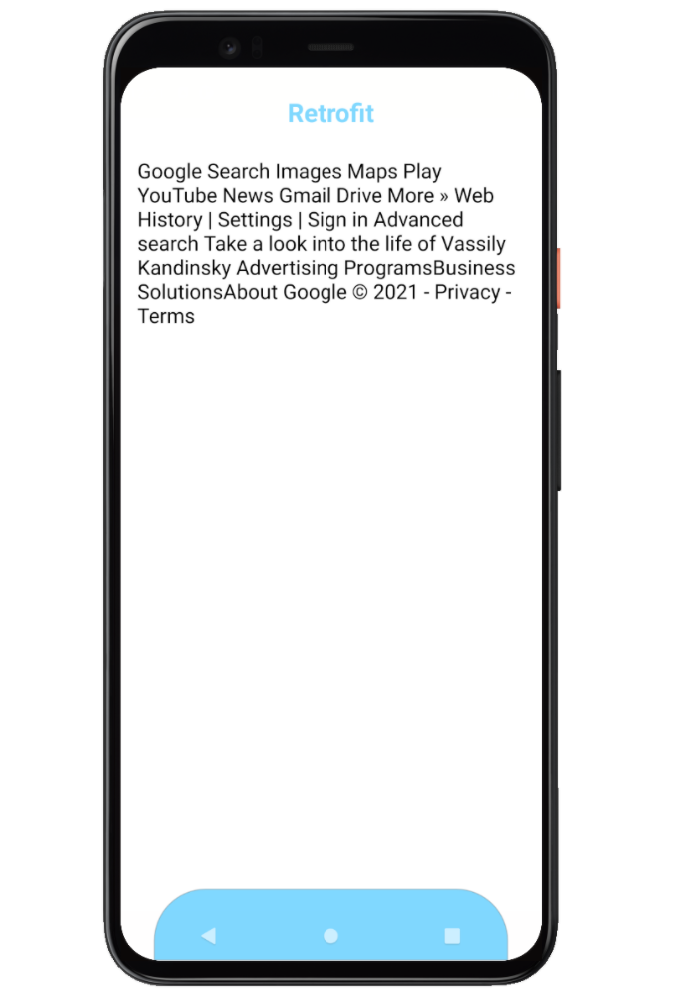 Retrofit
Google Search Images Maps Play
YouTube News Gmail Drive More » Web
History | Settings | Sign in Advanced
search Take a look into the life of Vassily
Kandinsky Advertising ProgramsBusiness
SolutionsAbout Google © 2021 - Privacy -
Terms